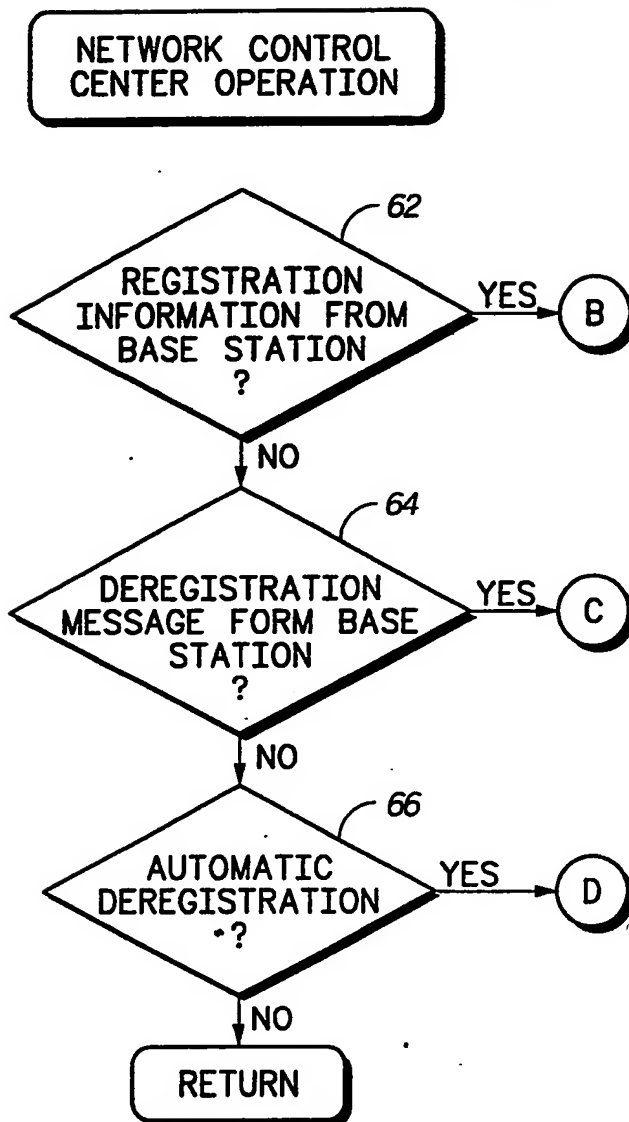 NETWORK CONTROL
CENTER OPERATION
62
REGISTRATION
INFORMATION FROM
BASE STATION
?
YES
B
NO
64
DEREGISTRATION
MESSAGE FORM BASE
STATION
?
YES
C
NO
66
AUTOMATIC
DEREGISTRATION
?
YES
D
NO
RETURN